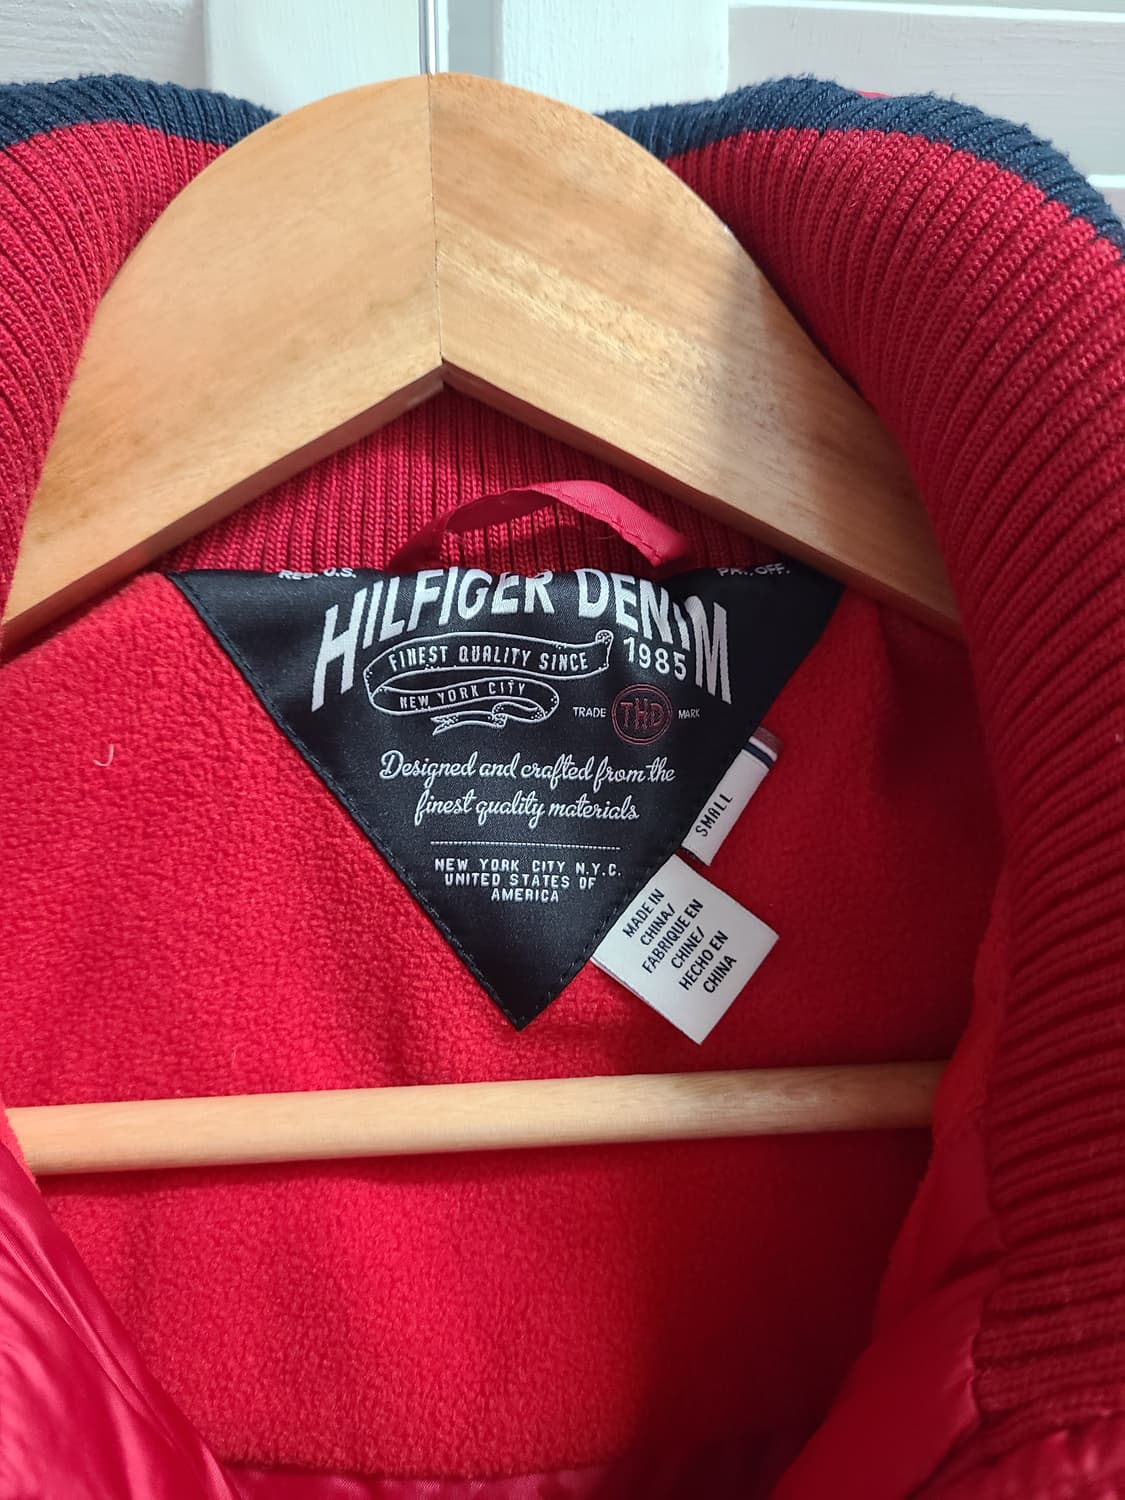 REG. U.S. PAT. OFF.
HILFIGER DENIM
FINEST QUALITY SINCE 1985
NEW YORK CITY
TRADE THD MARK
Designed and crafted from the
finest quality materials
NEW YORK CITY N.Y.C.
UNITED STATES OF
AMERICA
SMALL
MADE IN
CHINA/
FABRIQUE EN
CHINE/
HECHO EN
CHINA